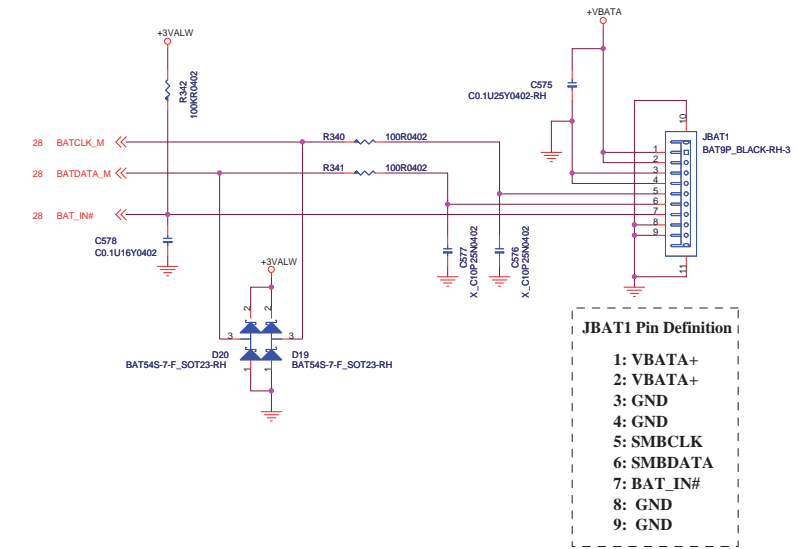 +VBATA
+3VALW
C575
C0.1U25Y0402-RH
R342
100KR0402
10
JBAT1
BAT9P_BLACK-RH-3
28 BATCLK_M
R340 100R0402
1
2
28 BATDATA_M
R341 100R0402
3
4
5
6
28 BAT_IN#
7
8
9
C578
C0.1U16Y0402
C577
X_C10P25N0402
C576
X_C10P25N0402
+3VALW
11
2 2
3 3
D20
BAT54S-7-F_SOT23-RH
D19
BAT54S-7-F_SOT23-RH
1 1
JBAT1 Pin Definition
1: VBATA+
2: VBATA+
3: GND
4: GND
5: SMBCLK
6: SMBDATA
7: BAT_IN#
8: GND
9: GND